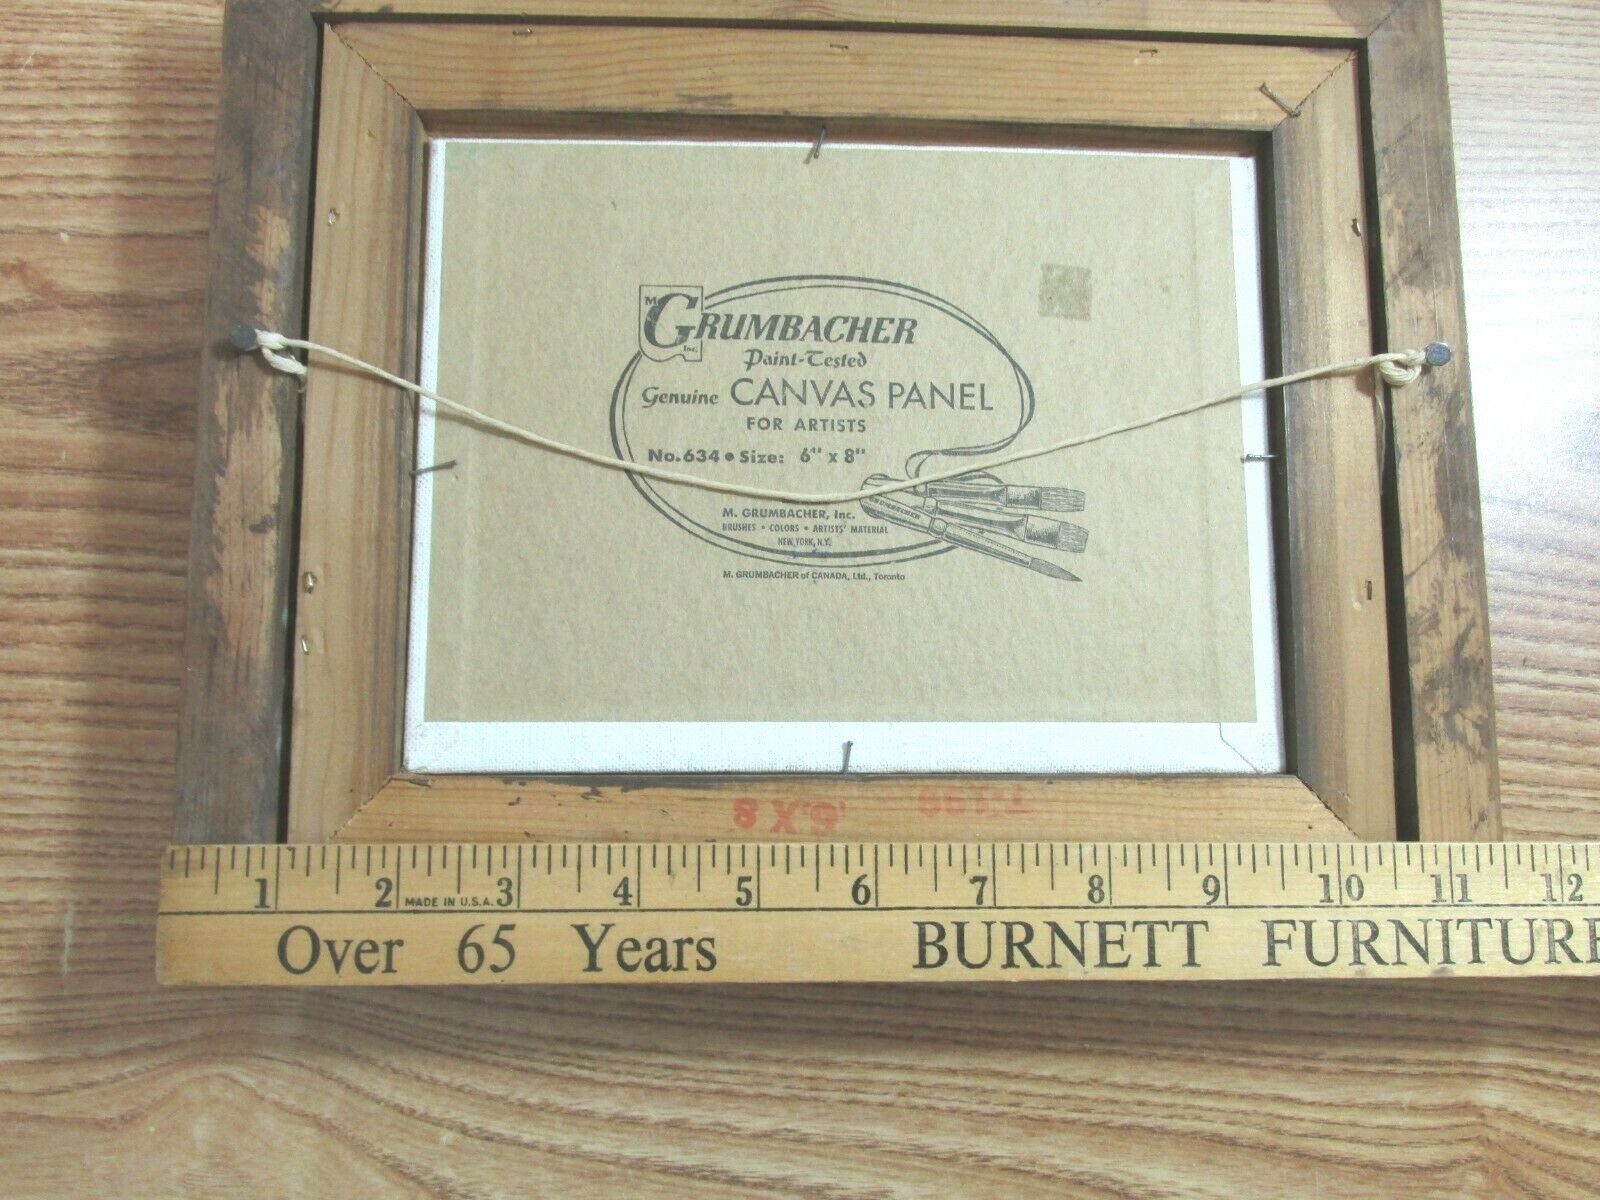 M GRUMBACHER Inc.
Paint-Tested
Genuine CANVAS PANEL
FOR ARTISTS
No.634 • Size: 6" x 8"
GRUMBACHER
M. GRUMBACHER, Inc.
BRUSHES • COLORS • ARTISTS' MATERIAL
NEW YORK, N.Y.
M. GRUMBACHER of CANADA, Ltd., Toronto
8 X 6
1 2 3 4 5 6 7 8 9 10 11 12
MADE IN U.S.A.
Over 65 Years BURNETT FURNITURE